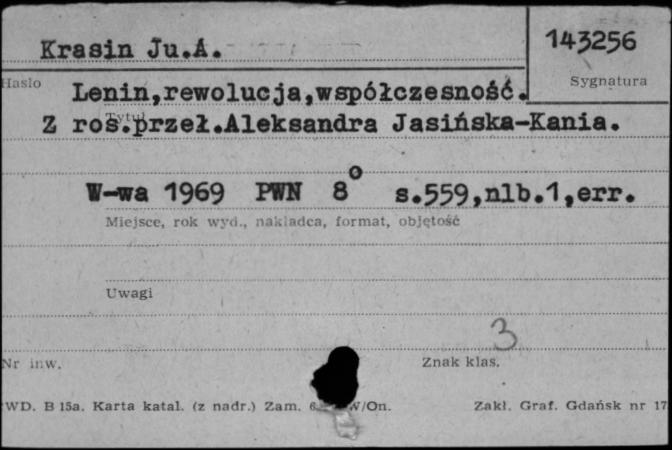 Krasin Ju.A.
143256
Hasło
Sygnatura
Lenin,rewolucja,współczesność.
Tytuł
Z ros.przeł.Aleksandra Jasińska-Kania.
W-wa 1969 PWN 8° s.559,nlb.1,err.
Miejsce, rok wyd., nakładca, format, objętość
Uwagi
3
Nr inw.
Znak klas.
WD. B 15a. Karta katal. (z nadr.) Zam. W/On.
Zakł. Graf. Gdańsk nr 17